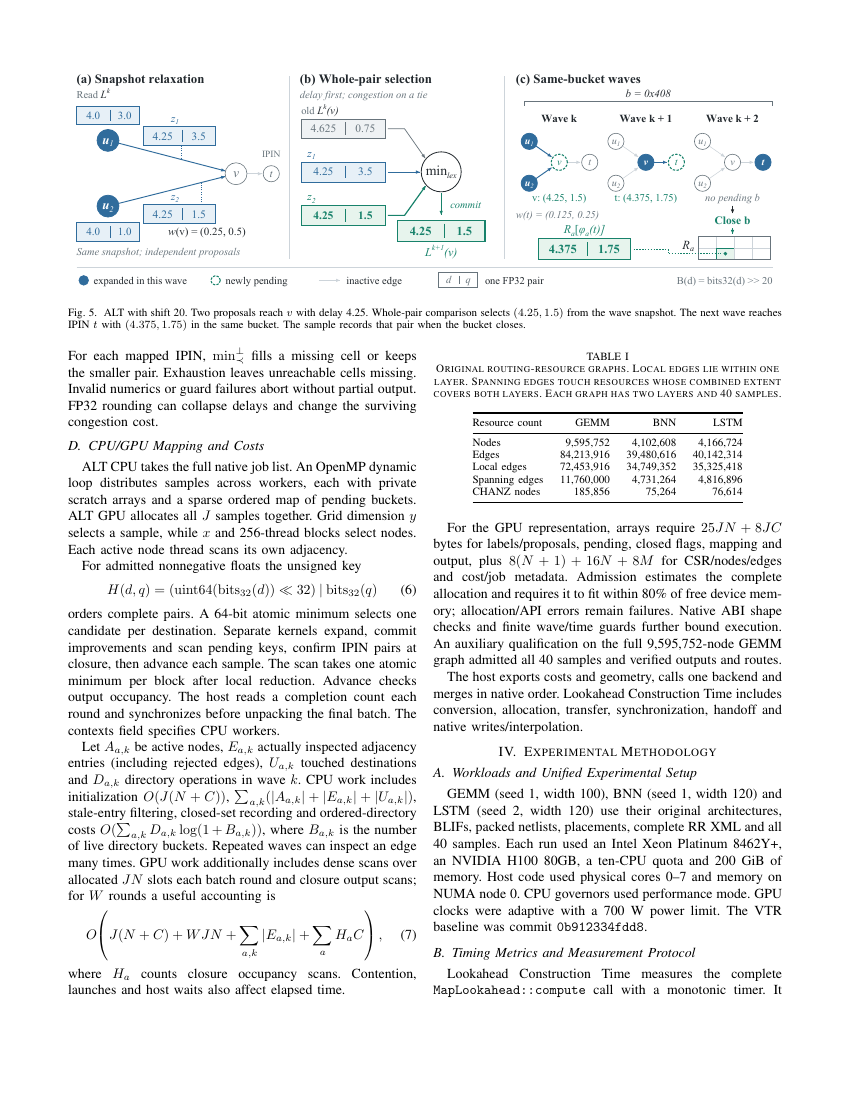 (a) Snapshot relaxation
Read L^k
4.0 | 3.0
z_1
4.25 | 3.5
u_1
IPIN
v
t
u_2
z_2
4.25 | 1.5
4.0 | 1.0
w(v) = (0.25, 0.5)
Same snapshot; independent proposals
(b) Whole-pair selection
delay first; congestion on a tie
old L^k(v)
4.625 | 0.75
z_1
4.25 | 3.5
min_lex
z_2
4.25 | 1.5
commit
4.25 | 1.5
L^{k+1}(v)
(c) Same-bucket waves
b = 0x408
Wave k Wave k + 1 Wave k + 2
u_1 u_1 u_1
v t v t v t
u_2 u_2 u_2
v: (4.25, 1.5) t: (4.375, 1.75) no pending b
w(t) = (0.125, 0.25)
Close b
R_a[φ_a(t)]
4.375 | 1.75
R_a
expanded in this wave newly pending inactive edge d | q one FP32 pair B(d) = bits32(d) >> 20
Fig. 5. ALT with shift 20. Two proposals reach v with delay 4.25. Whole-pair comparison selects (4.25, 1.5) from the wave snapshot. The next wave reaches
IPIN t with (4.375, 1.75) in the same bucket. The sample records that pair when the bucket closes.
For each mapped IPIN, min^⊥_≺ fills a missing cell or keeps
the smaller pair. Exhaustion leaves unreachable cells missing.
Invalid numerics or guard failures abort without partial output.
FP32 rounding can collapse delays and change the surviving
congestion cost.
D. CPU/GPU Mapping and Costs
ALT CPU takes the full native job list. An OpenMP dynamic
loop distributes samples across workers, each with private
scratch arrays and a sparse ordered map of pending buckets.
ALT GPU allocates all J samples together. Grid dimension y
selects a sample, while x and 256-thread blocks select nodes.
Each active node thread scans its own adjacency.
For admitted nonnegative floats the unsigned key
H(d, q) = (uint64(bits_32(d)) ≪ 32) | bits_32(q) (6)
orders complete pairs. A 64-bit atomic minimum selects one
candidate per destination. Separate kernels expand, commit
improvements and scan pending keys, confirm IPIN pairs at
closure, then advance each sample. The scan takes one atomic
minimum per block after local reduction. Advance checks
output occupancy. The host reads a completion count each
round and synchronizes before unpacking the final batch. The
contexts field specifies CPU workers.
Let A_{a,k} be active nodes, E_{a,k} actually inspected adjacency
entries (including rejected edges), U_{a,k} touched destinations
and D_{a,k} directory operations in wave k. CPU work includes
initialization O(J(N + C)), ∑_{a,k}(|A_{a,k}| + |E_{a,k}| + |U_{a,k}|),
stale-entry filtering, closed-set recording and ordered-directory
costs O(∑_{a,k} D_{a,k} log(1 + B_{a,k})), where B_{a,k} is the number
of live directory buckets. Repeated waves can inspect an edge
many times. GPU work additionally includes dense scans over
allocated JN slots each batch round and closure output scans;
for W rounds a useful accounting is
O(J(N + C) + WJN + ∑_{a,k} |E_{a,k}| + ∑_a H_aC), (7)
where H_a counts closure occupancy scans. Contention,
launches and host waits also affect elapsed time.
TABLE I
ORIGINAL ROUTING-RESOURCE GRAPHS. LOCAL EDGES LIE WITHIN ONE
LAYER. SPANNING EDGES TOUCH RESOURCES WHOSE COMBINED EXTENT
COVERS BOTH LAYERS. EACH GRAPH HAS TWO LAYERS AND 40 SAMPLES.
Resource count GEMM BNN LSTM
Nodes 9,595,752 4,102,608 4,166,724
Edges 84,213,916 39,480,616 40,142,314
Local edges 72,453,916 34,749,352 35,325,418
Spanning edges 11,760,000 4,731,264 4,816,896
CHANZ nodes 185,856 75,264 76,614
For the GPU representation, arrays require 25JN + 8JC
bytes for labels/proposals, pending, closed flags, mapping and
output, plus 8(N + 1) + 16N + 8M for CSR/nodes/edges
and cost/job metadata. Admission estimates the complete
allocation and requires it to fit within 80% of free device mem-
ory; allocation/API errors remain failures. Native ABI shape
checks and finite wave/time guards further bound execution.
An auxiliary qualification on the full 9,595,752-node GEMM
graph admitted all 40 samples and verified outputs and routes.
The host exports costs and geometry, calls one backend and
merges in native order. Lookahead Construction Time includes
conversion, allocation, transfer, synchronization, handoff and
native writes/interpolation.
IV. EXPERIMENTAL METHODOLOGY
A. Workloads and Unified Experimental Setup
GEMM (seed 1, width 100), BNN (seed 1, width 120) and
LSTM (seed 2, width 120) use their original architectures,
BLIFs, packed netlists, placements, complete RR XML and all
40 samples. Each run used an Intel Xeon Platinum 8462Y+,
an NVIDIA H100 80GB, a ten-CPU quota and 200 GiB of
memory. Host code used physical cores 0–7 and memory on
NUMA node 0. CPU governors used performance mode. GPU
clocks were adaptive with a 700 W power limit. The VTR
baseline was commit 0b912334fdd8.
B. Timing Metrics and Measurement Protocol
Lookahead Construction Time measures the complete
MapLookahead::compute call with a monotonic timer. It